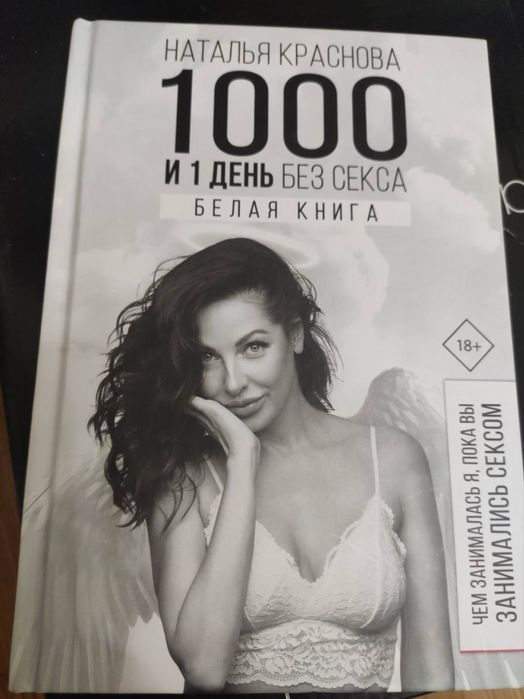 НАТАЛЬЯ КРАСНОВА
1000
И 1 ДЕНЬ БЕЗ СЕКСА
БЕЛАЯ КНИГА
18+
ЧЕМ ЗАНИМАЛАСЬ Я, ПОКА ВЫ
ЗАНИМАЛИСЬ СЕКСОМ